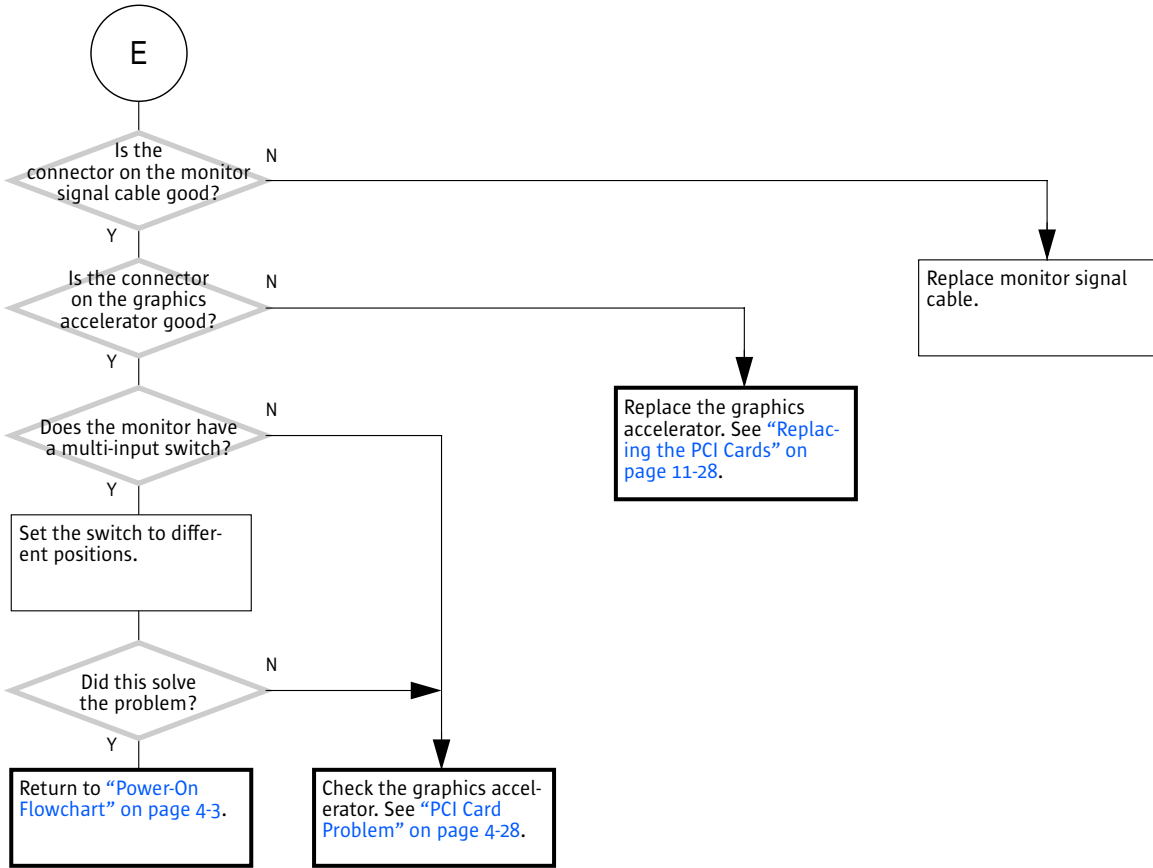 E
Is the
connector on the monitor
signal cable good?
N
Y
Is the connector
on the graphics
accelerator good?
N
Replace monitor signal
cable.
Y
Does the monitor have
a multi-input switch?
N
Replace the graphics
accelerator. See “Replac-
ing the PCI Cards” on
page 11-28.
Y
Set the switch to differ-
ent positions.
Did this solve
the problem?
N
Y
Return to “Power-On
Flowchart” on page 4-3.
Check the graphics accel-
erator. See “PCI Card
Problem” on page 4-28.